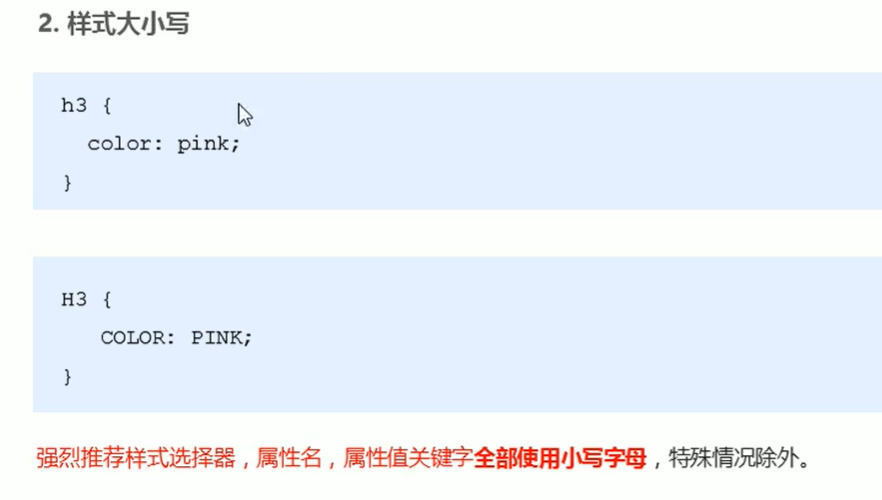 2. 样式大小写
h3 {
color: pink;
}
H3 {
COLOR: PINK;
}
强烈推荐样式选择器，属性名，属性值关键字全部使用小写字母，特殊情况除外。